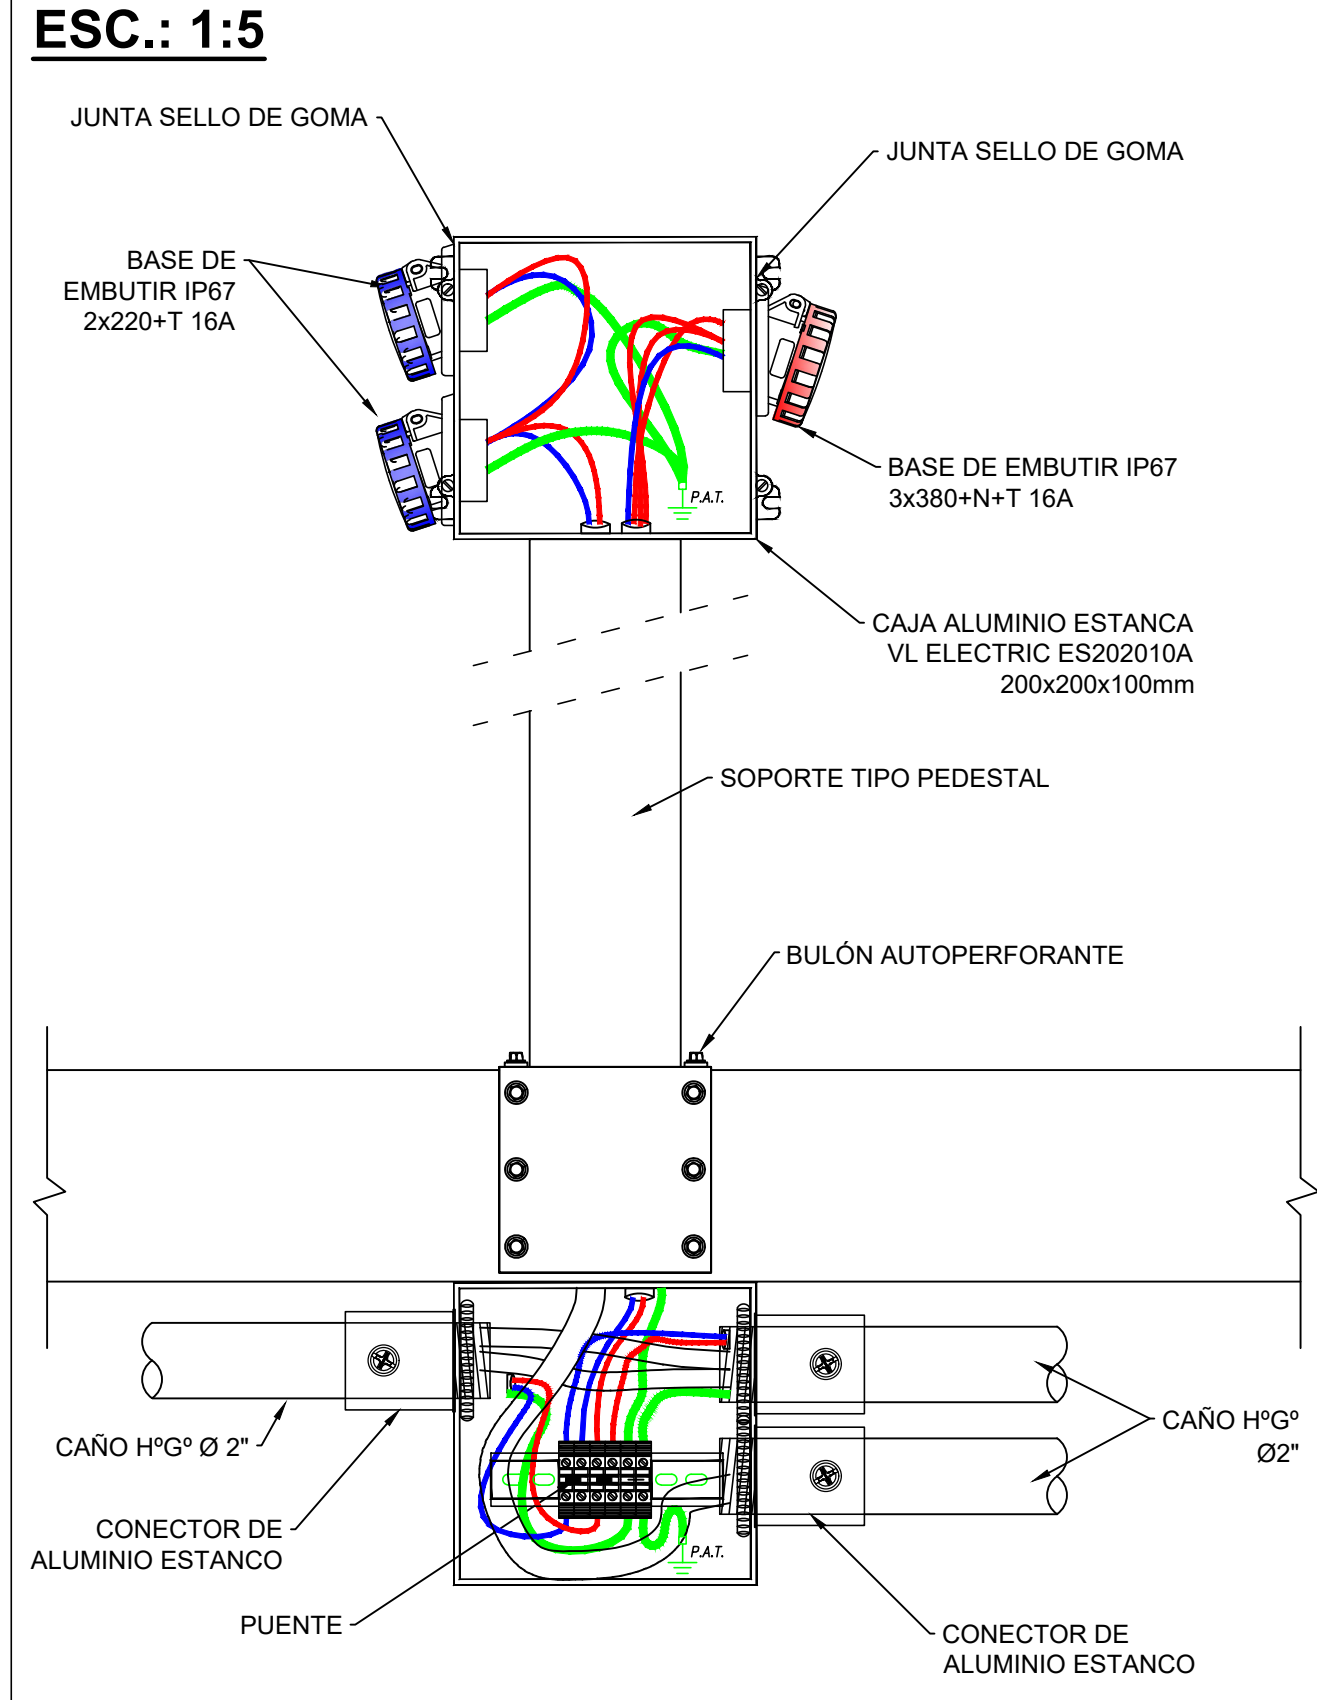 ESC.: 1:5
JUNTA SELLO DE GOMA
JUNTA SELLO DE GOMA
BASE DE
EMBUTIR IP67
2x220+T 16A
BASE DE EMBUTIR IP67
3x380+N+T 16A
P.A.T.
CAJA ALUMINIO ESTANCA
VL ELECTRIC ES202010A
200x200x100mm
SOPORTE TIPO PEDESTAL
BULÓN AUTOPERFORANTE
CAÑO HºGº Ø 2"
CAÑO HºGº
Ø2"
CONECTOR DE
ALUMINIO ESTANCO
P.A.T.
PUENTE
CONECTOR DE
ALUMINIO ESTANCO